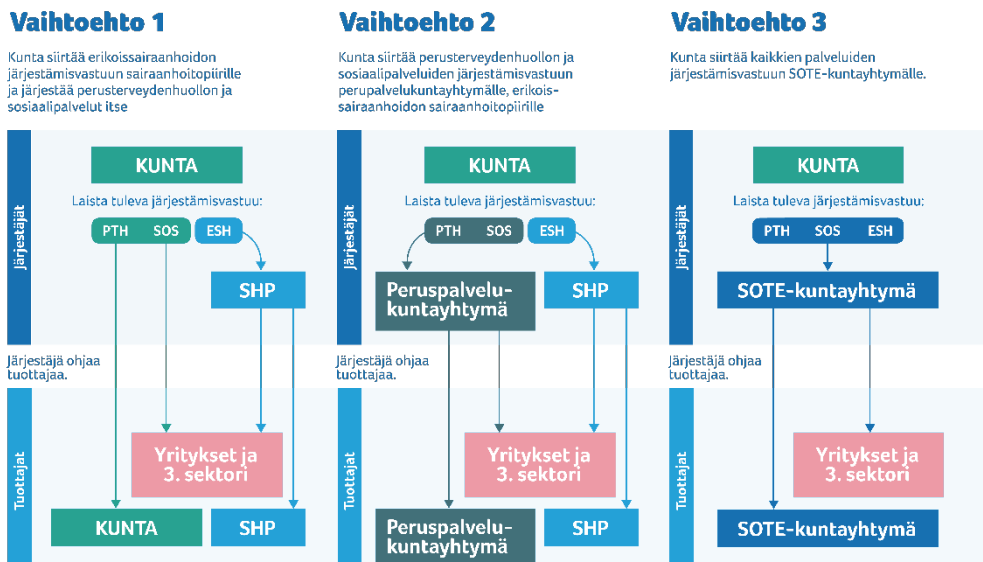 Vaihtoehto 1
Kunta siirtää erikoissairaanhoidon
järjestämisvastuun sairaanhoitopiirille
ja järjestää perusterveydenhuollon ja
sosiaalipalvelut itse
Järjestäjät
KUNTA
Laista tuleva järjestämisvastuu:
PTH SOS ESH
SHP
Järjestäjä ohjaa
tuottajaa.
Tuottajat
Yritykset ja
3. sektori
KUNTA
SHP
Vaihtoehto 2
Kunta siirtää perusterveydenhuollon ja
sosiaalipalveluiden järjestämisvastuun
perupalvelukuntayhtymälle, erikois-
sairaanhoidon sairaanhoitopiirille
Järjestäjät
KUNTA
Laista tuleva järjestämisvastuu:
PTH SOS ESH
Peruspalvelu-
kuntayhtymä
SHP
Järjestäjä ohjaa
tuottajaa.
Tuottajat
Yritykset ja
3. sektori
Peruspalvelu-
kuntayhtymä
SHP
Vaihtoehto 3
Kunta siirtää kaikkien palveluiden
järjestämisvastuun SOTE-kuntayhtymälle.
Järjestäjät
KUNTA
Laista tuleva järjestämisvastuu:
PTH SOS ESH
SOTE-kuntayhtymä
Järjestäjä ohjaa
tuottajaa.
Tuottajat
Yritykset ja
3. sektori
SOTE-kuntayhtymä